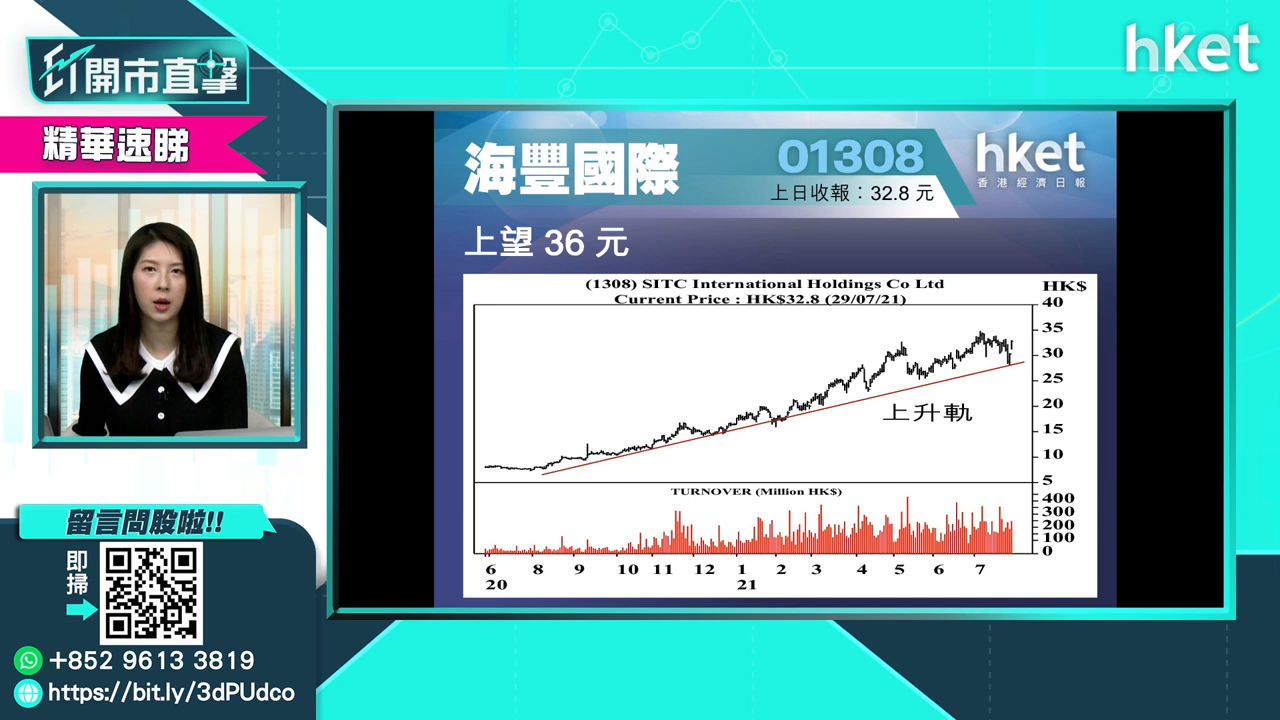 ET開市直擊
hket
精華速睇
海豐國際
01308
hket
香港經濟日報
上日收報：32.8 元
上望 36 元
(1308) SITC International Holdings Co Ltd
Current Price : HK$32.8 (29/07/21)
HK$
40
35
30
25
20
15
10
5
上升軌
TURNOVER (Million HK$)
400
300
200
100
0
6 8 9 10 11 12 1 2 3 4 5 6 7
20 21
留言問股啦!!
即掃
+852 9613 3819
https://bit.ly/3dPUdco